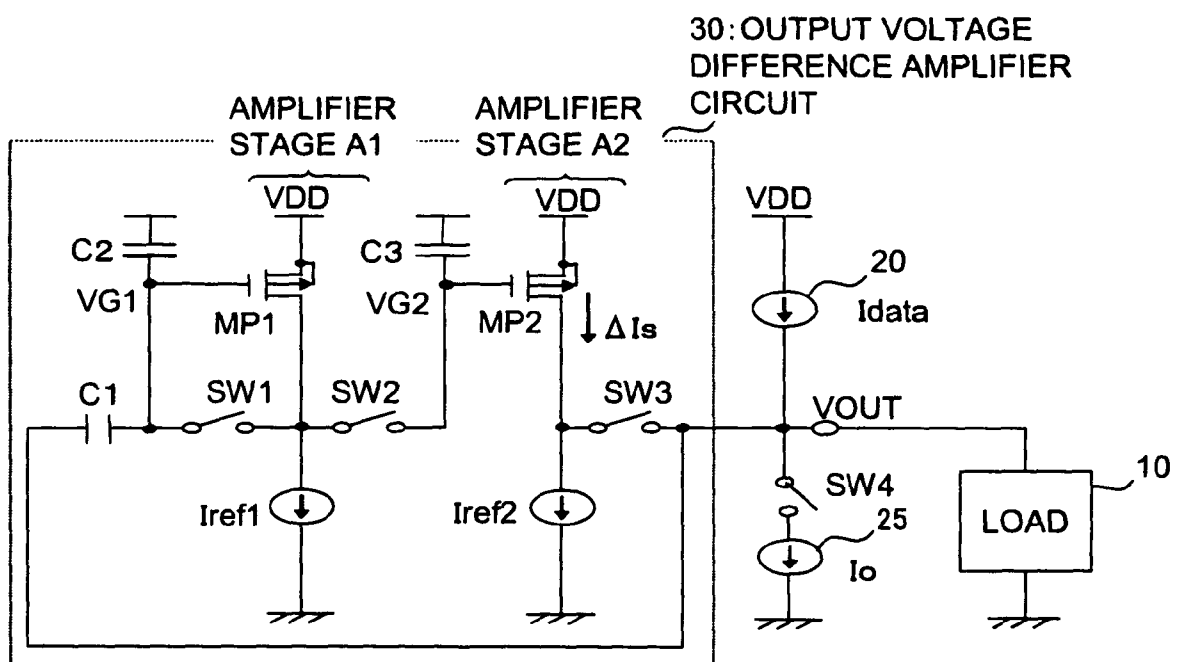 30:OUTPUT VOLTAGE
DIFFERENCE AMPLIFIER
CIRCUIT
AMPLIFIER
STAGE A1
AMPLIFIER
STAGE A2
VDD
VDD
VDD
C2
C3
20
VG1
MP1
VG2
MP2
ΔIs
Idata
C1
SW1
SW2
SW3
VOUT
SW4
10
Iref1
Iref2
25
LOAD
Io